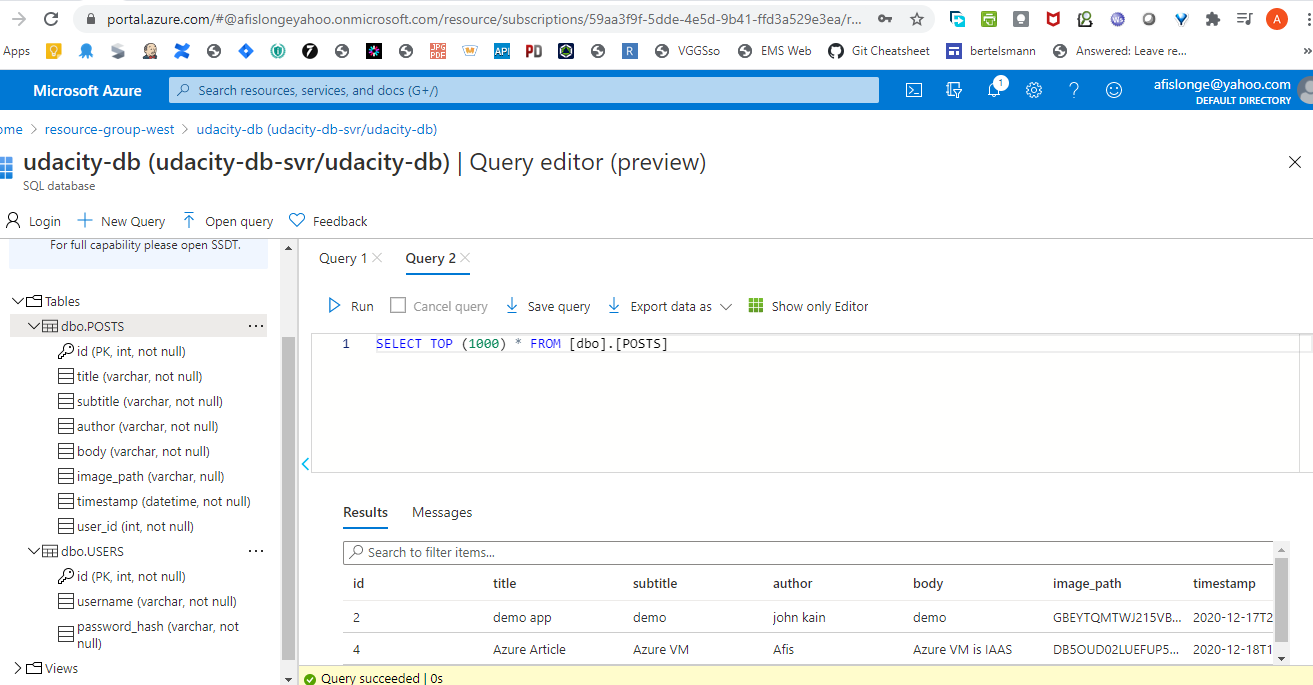 portal.azure.com/#@afislongeyahoo.onmicrosoft.com/resource/subscriptions/59aa3f9f-5dde-4e5d-9b41-ffd3a529e3ea/r...
A
Apps
JPG PDF
API
PD
R
VGGSso
EMS Web
Git Cheatsheet
bertelsmann
Answered: Leave re...
»
Microsoft Azure
Search resources, services, and docs (G+/)
1
afislonge@yahoo.com
DEFAULT DIRECTORY
ome > resource-group-west > udacity-db (udacity-db-svr/udacity-db)
udacity-db (udacity-db-svr/udacity-db) | Query editor (preview)
SQL database
Login
New Query
Open query
Feedback
For full capability please open SSDT.
Tables
dbo.POSTS
...
id (PK, int, not null)
title (varchar, not null)
subtitle (varchar, not null)
author (varchar, not null)
body (varchar, not null)
image_path (varchar, null)
timestamp (datetime, not null)
user_id (int, not null)
dbo.USERS
...
id (PK, int, not null)
username (varchar, not null)
password_hash (varchar, not
null)
Views
Query 1
Query 2
Run
Cancel query
Save query
Export data as
Show only Editor
1 SELECT TOP (1000) * FROM [dbo].[POSTS]
Results
Messages
Search to filter items...
id title subtitle author body image_path timestamp
2 demo app demo john kain demo GBEYTQMTWJ215VB... 2020-12-17T2
4 Azure Article Azure VM Afis Azure VM is IAAS DB5OUD02LUEFUP5... 2020-12-18T1
Query succeeded | 0s